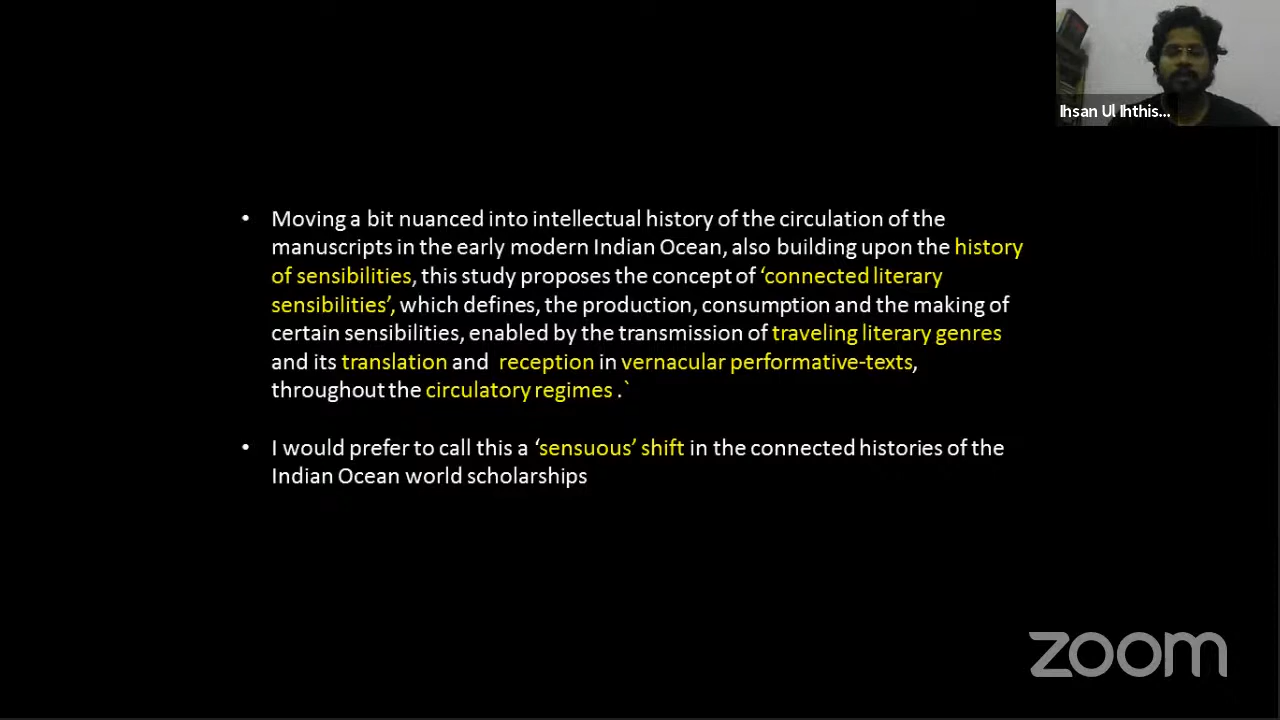 Ihsan Ul Ihthis...
• Moving a bit nuanced into intellectual history of the circulation of the
manuscripts in the early modern Indian Ocean, also building upon the history
of sensibilities, this study proposes the concept of ‘connected literary
sensibilities’, which defines, the production, consumption and the making of
certain sensibilities, enabled by the transmission of traveling literary genres
and its translation and reception in vernacular performative-texts,
throughout the circulatory regimes .`
• I would prefer to call this a ‘sensuous’ shift in the connected histories of the
Indian Ocean world scholarships
zoom